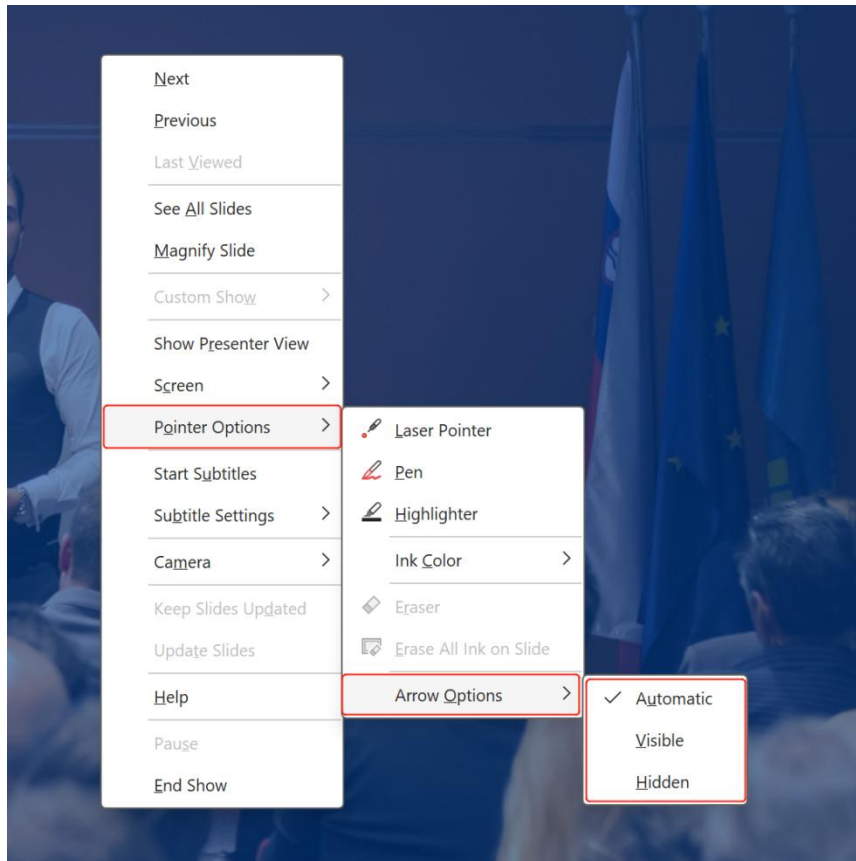 Next
Previous
Last Viewed
See All Slides
Magnify Slide
Custom Show
Show Presenter View
Screen
Pointer Options
Start Subtitles
Subtitle Settings
Camera
Keep Slides Updated
Update Slides
Help
Pause
End Show
Laser Pointer
Pen
Highlighter
Ink Color
Eraser
Erase All Ink on Slide
Arrow Options
Automatic
Visible
Hidden